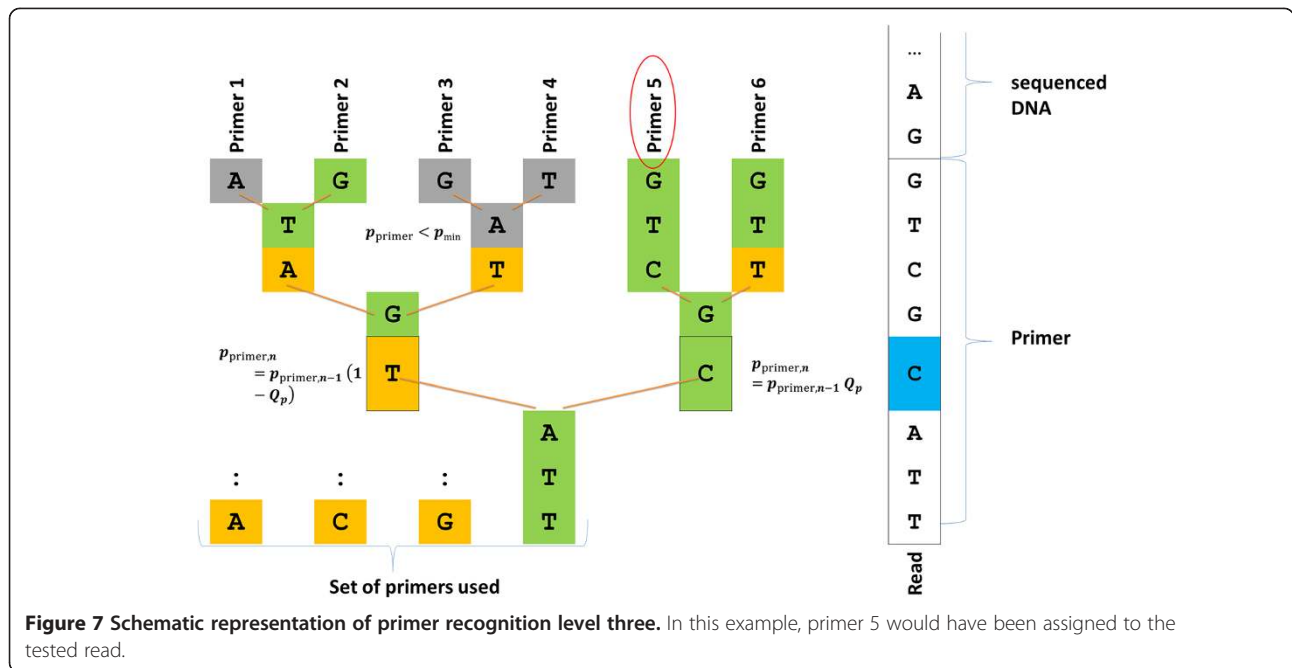 Primer 1
Primer 2
Primer 3
Primer 4
Primer 5
Primer 6
...
A
G
sequenced
DNA
A G G T G G G
T A T T T
p_primer < p_min
A T C T C
G G G
p_primer,n
= p_primer,n−1 (1
− Q_p)
T C
p_primer,n
= p_primer,n−1 Q_p
C
Primer
A A
: : : T T
A C G T T
Set of primers used
Read
Figure 7 Schematic representation of primer recognition level three. In this example, primer 5 would have been assigned to the
tested read.